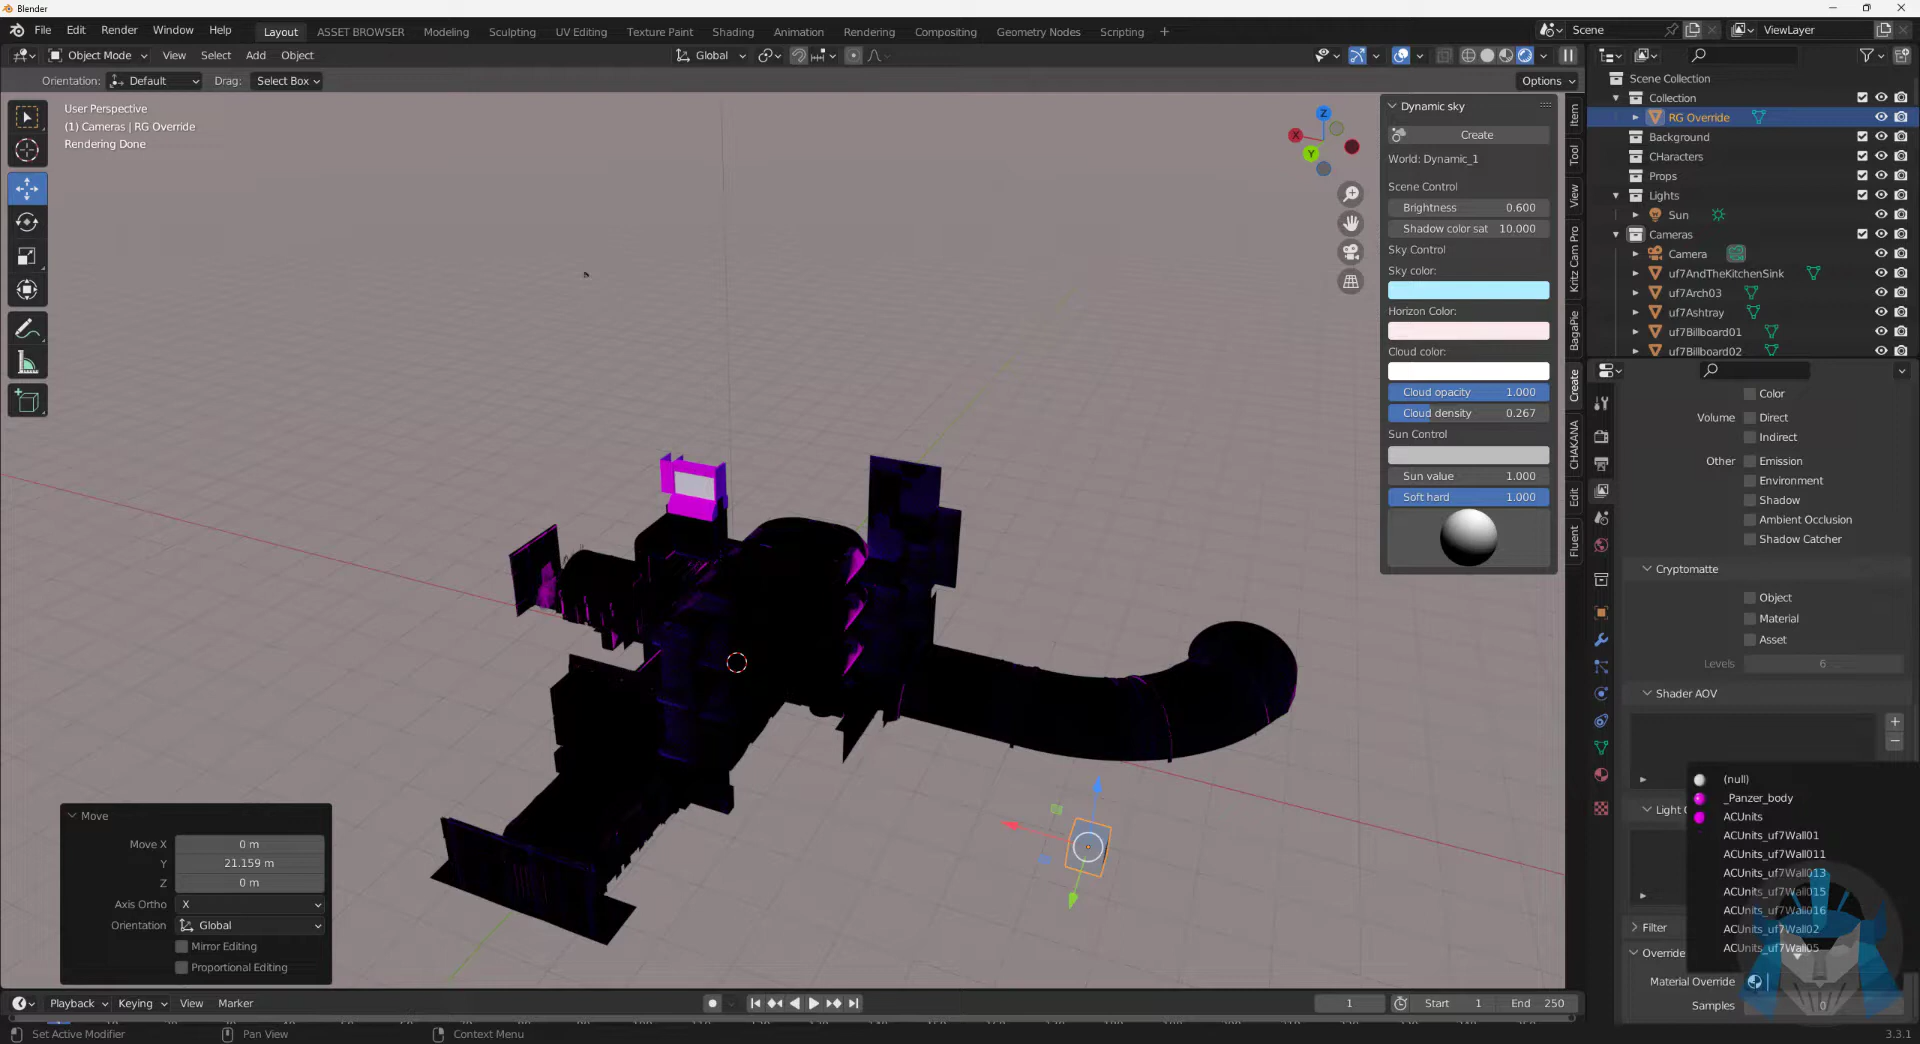 Blender
File Edit Render Window Help Layout ASSET BROWSER Modeling Sculpting UV Editing Texture Paint Shading Animation Rendering Compositing Geometry Nodes Scripting + Scene ViewLayer
Object Mode View Select Add Object Global
Orientation: Default Drag: Select Box Options
User Perspective
(1) Cameras | RG Override
Rendering Done
X
Y
Z
Dynamic sky
Create
World: Dynamic_1
Scene Control
Brightness 0.600
Shadow color sat 10.000
Sky Control
Sky color:
Horizon Color:
Cloud color:
Cloud opacity 1.000
Cloud density 0.267
Sun Control
Sun value 1.000
Soft hard 1.000
Item
Tool
View
Kritz Cam Pro
BagaPie
Create
CHAKANA
Edit
Fluent
Scene Collection
Collection
RG Override
Background
CHaracters
Props
Lights
Sun
Cameras
Camera
uf7AndTheKitchenSink
uf7Arch03
uf7Ashtray
uf7Billboard01
uf7Billboard02
Color
Volume Direct
Indirect
Other Emission
Environment
Shadow
Ambient Occlusion
Shadow Catcher
Cryptomatte
Object
Material
Asset
Levels 6
Shader AOV
Light
(null)
_Panzer_body
ACUnits
ACUnits_uf7Wall01
ACUnits_uf7Wall011
ACUnits_uf7Wall013
ACUnits_uf7Wall015
ACUnits_uf7Wall016
ACUnits_uf7Wall02
ACUnits_uf7Wall05
Filter
Override
Material Override
Samples 0
Move
Move X 0 m
Y 21.159 m
Z 0 m
Axis Ortho X
Orientation Global
Mirror Editing
Proportional Editing
Playback Keying View Marker 1 Start 1 End 250
Set Active Modifier Pan View Context Menu 3.3.1